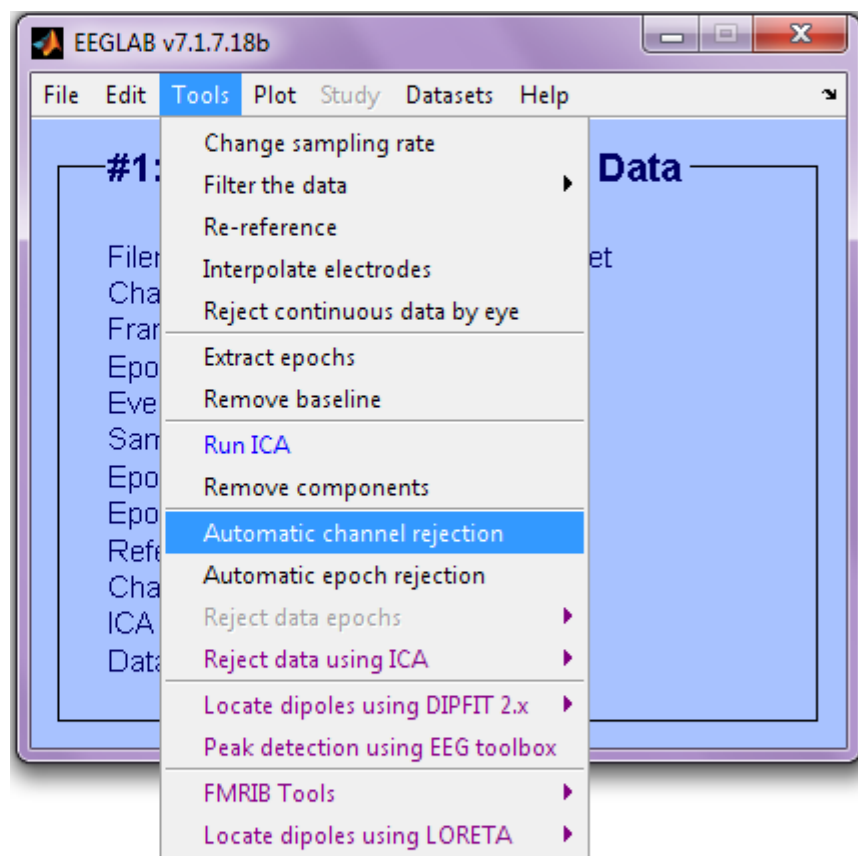 EEGLAB v7.1.7.18b
File Edit Tools Plot Study Datasets Help
#1: Data
Change sampling rate
Filter the data
Re-reference
Interpolate electrodes
Reject continuous data by eye
Extract epochs
Remove baseline
Run ICA
Remove components
Automatic channel rejection
Automatic epoch rejection
Reject data epochs
Reject data using ICA
Locate dipoles using DIPFIT 2.x
Peak detection using EEG toolbox
FMRIB Tools
Locate dipoles using LORETA
ICA